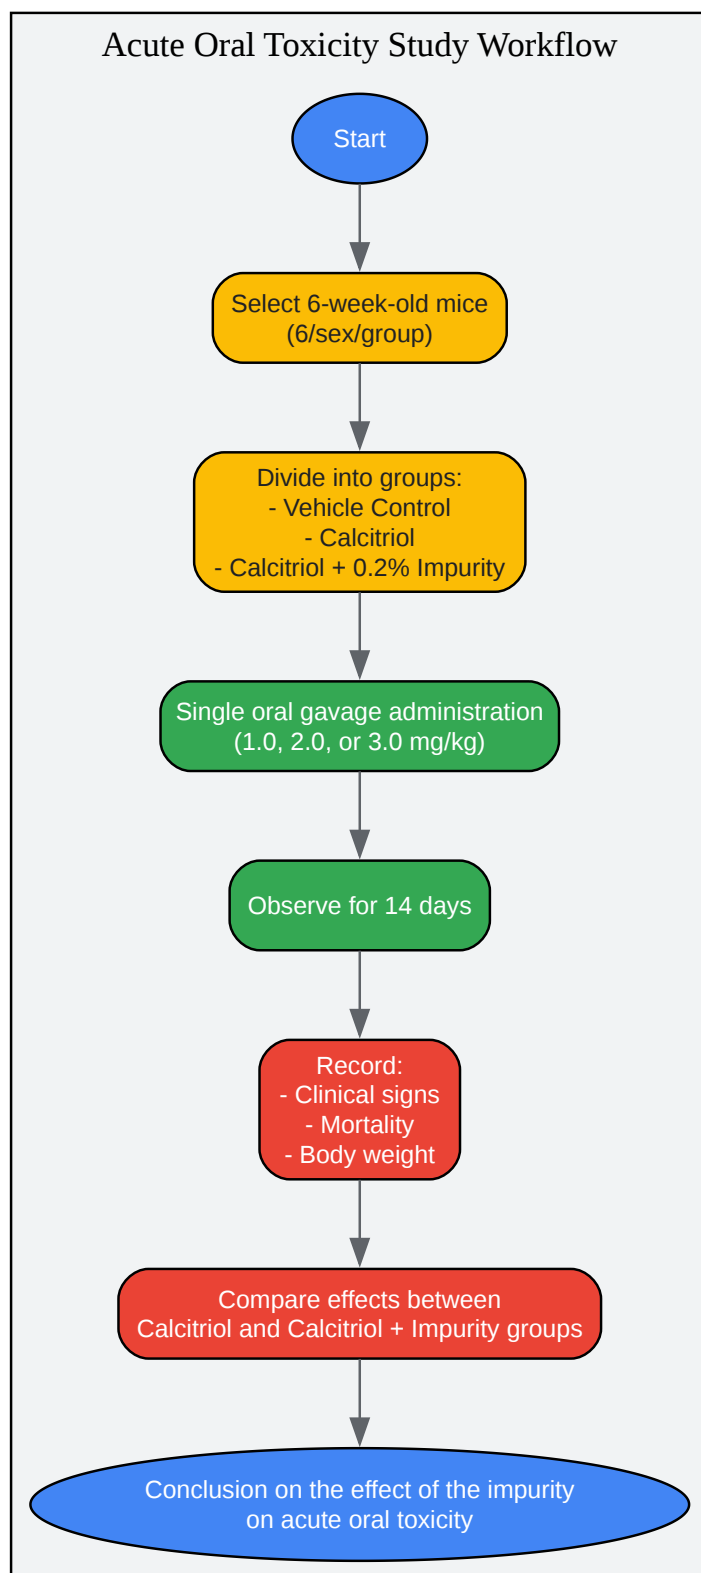 Acute Oral Toxicity Study Workflow
Start
Select 6-week-old mice
(6/sex/group)
Divide into groups:
- Vehicle Control
- Calcitriol
- Calcitriol + 0.2% Impurity
Single oral gavage administration
(1.0, 2.0, or 3.0 mg/kg)
Observe for 14 days
Record:
- Clinical signs
- Mortality
- Body weight
Compare effects between
Calcitriol and Calcitriol + Impurity groups
Conclusion on the effect of the impurity
on acute oral toxicity